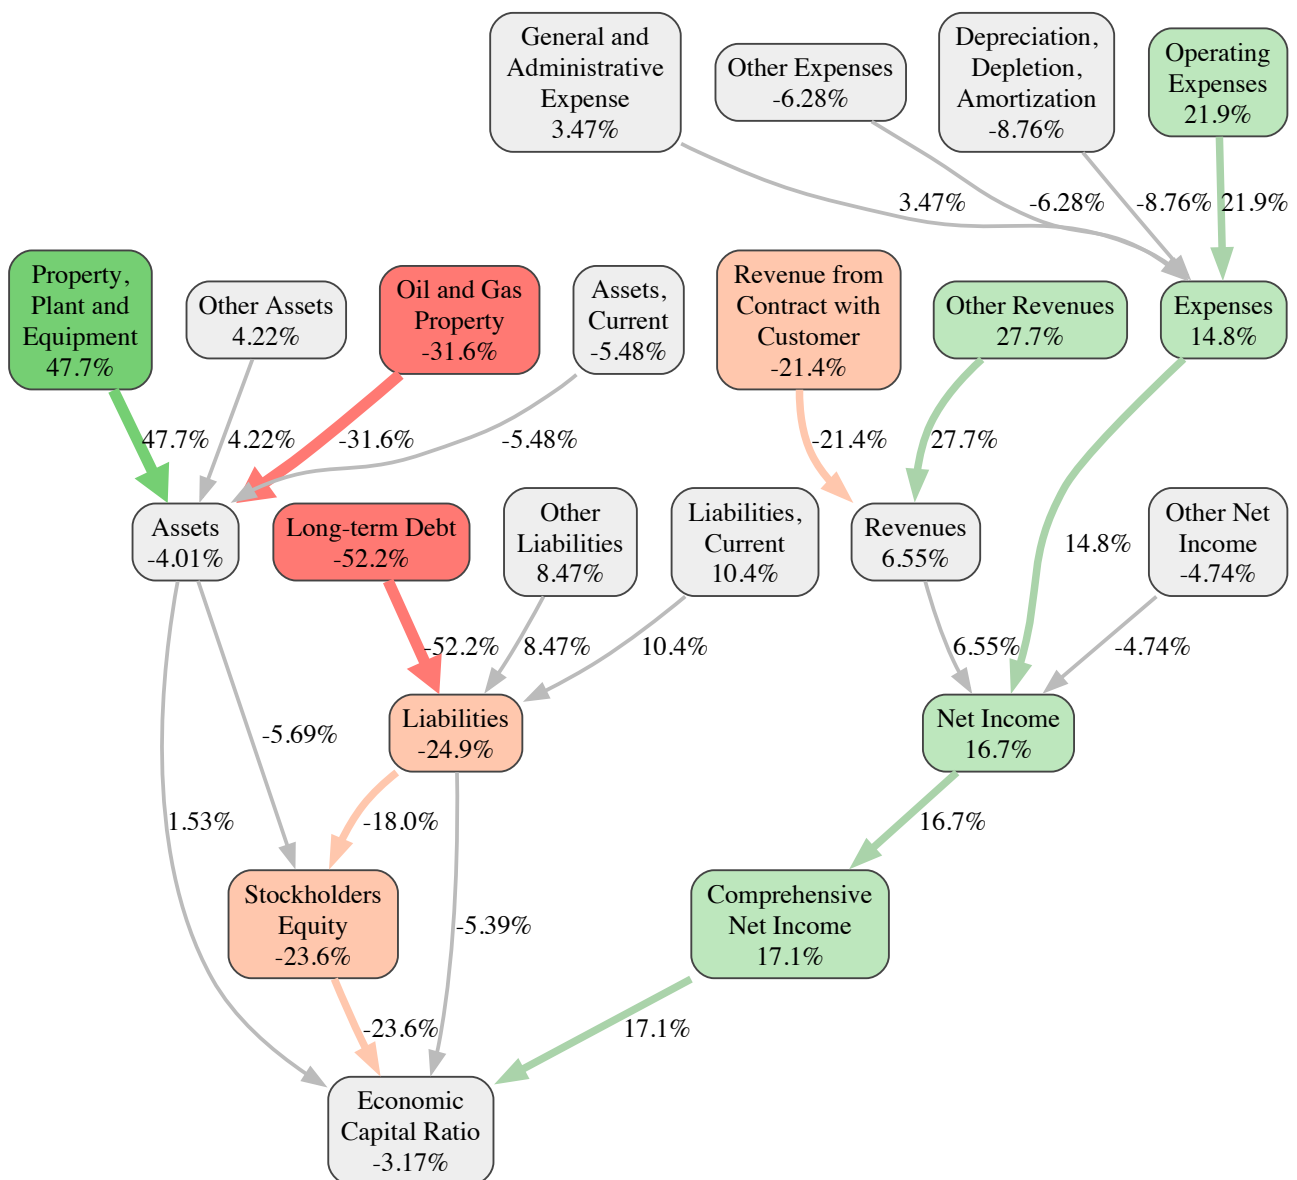 General and
Administrative
Expense
3.47%
Other Expenses
-6.28%
Depreciation,
Depletion,
Amortization
-8.76%
Operating
Expenses
21.9%
3.47%
-6.28%
-8.76%
21.9%
Property,
Plant and
Equipment
47.7%
Other Assets
4.22%
Oil and Gas
Property
-31.6%
Assets,
Current
-5.48%
Revenue from
Contract with
Customer
-21.4%
Other Revenues
27.7%
Expenses
14.8%
47.7%
4.22%
-31.6%
-5.48%
-21.4%
27.7%
Assets
-4.01%
Long-term Debt
-52.2%
Other
Liabilities
8.47%
Liabilities,
Current
10.4%
Revenues
6.55%
14.8%
Other Net
Income
-4.74%
-52.2%
8.47%
10.4%
6.55%
-4.74%
Liabilities
-24.9%
Net Income
16.7%
-5.69%
1.53%
-18.0%
16.7%
Stockholders
Equity
-23.6%
-5.39%
Comprehensive
Net Income
17.1%
-23.6%
17.1%
Economic
Capital Ratio
-3.17%